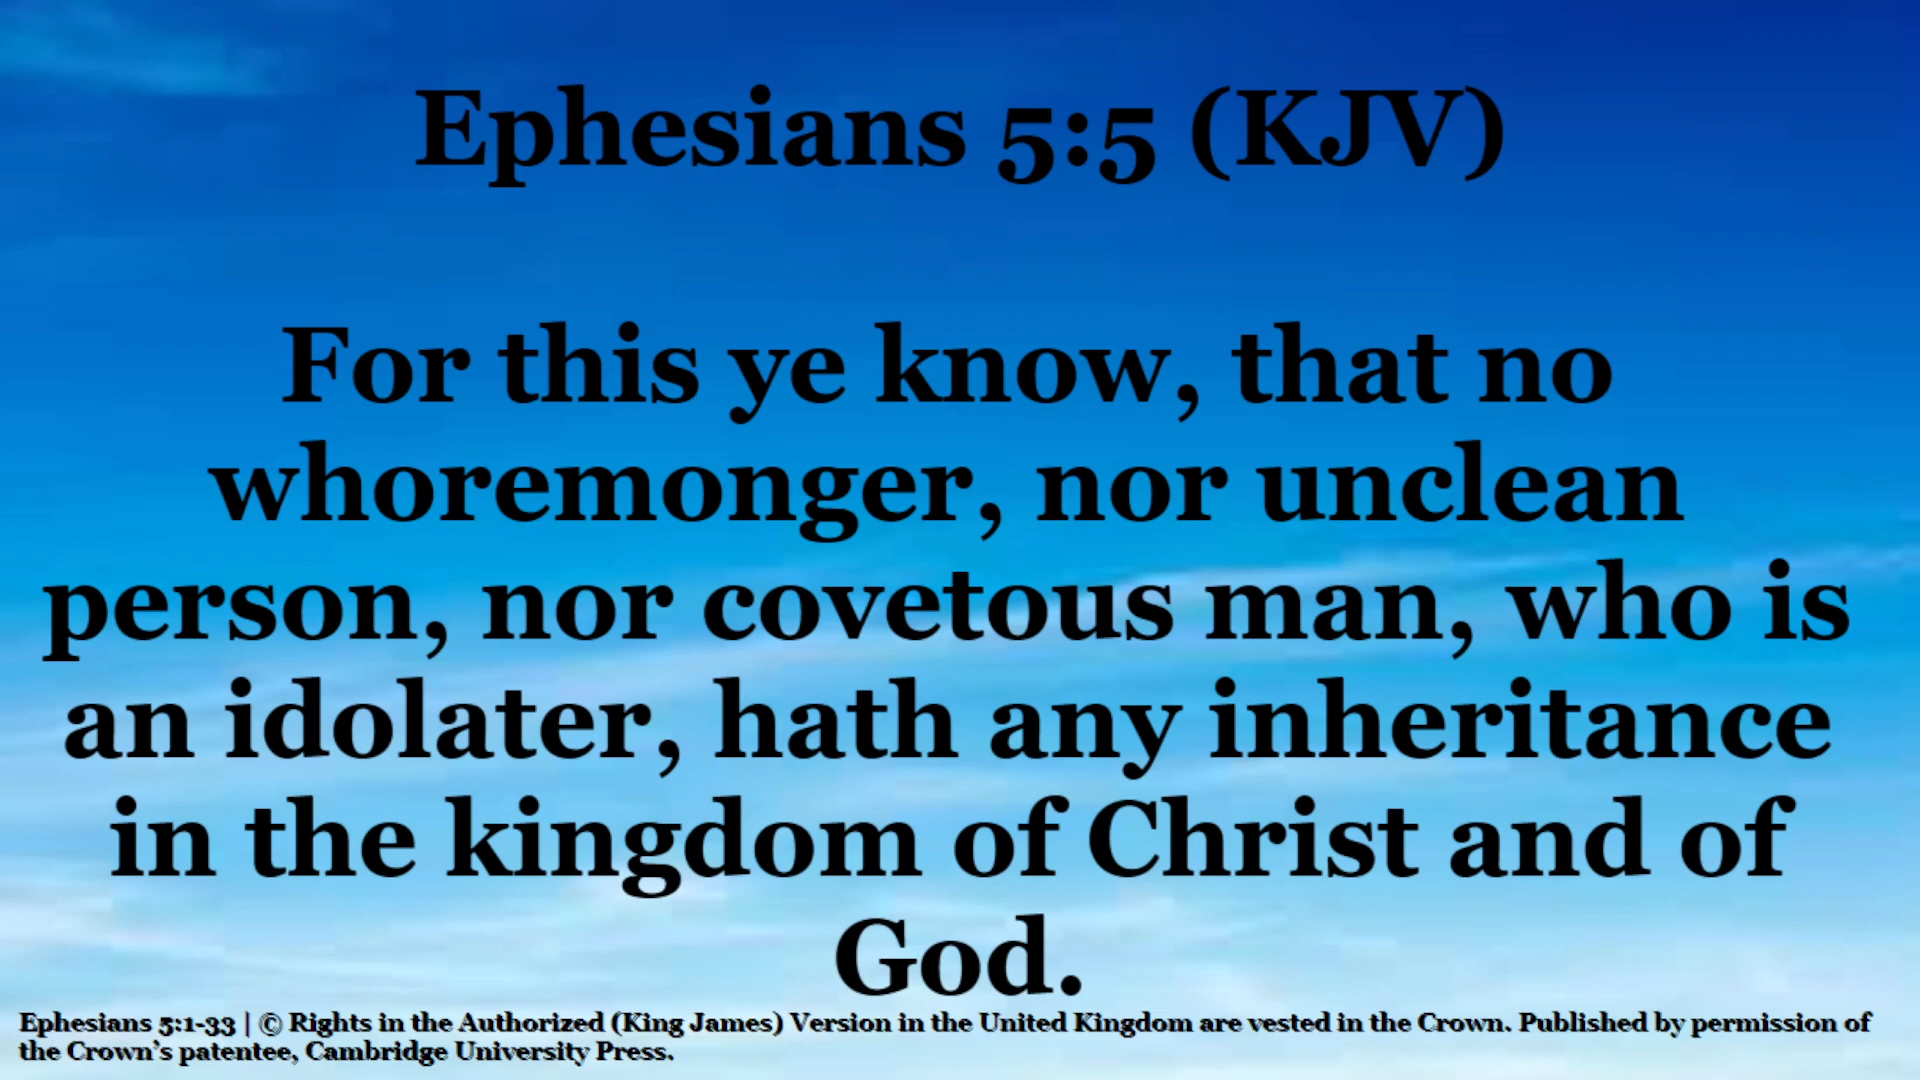 Ephesians 5:5 (KJV)
For this ye know, that no
whoremonger, nor unclean
person, nor covetous man, who is
an idolater, hath any inheritance
in the kingdom of Christ and of
God.
Ephesians 5:1-33 | © Rights in the Authorized (King James) Version in the United Kingdom are vested in the Crown. Published by permission of
the Crown’s patentee, Cambridge University Press.